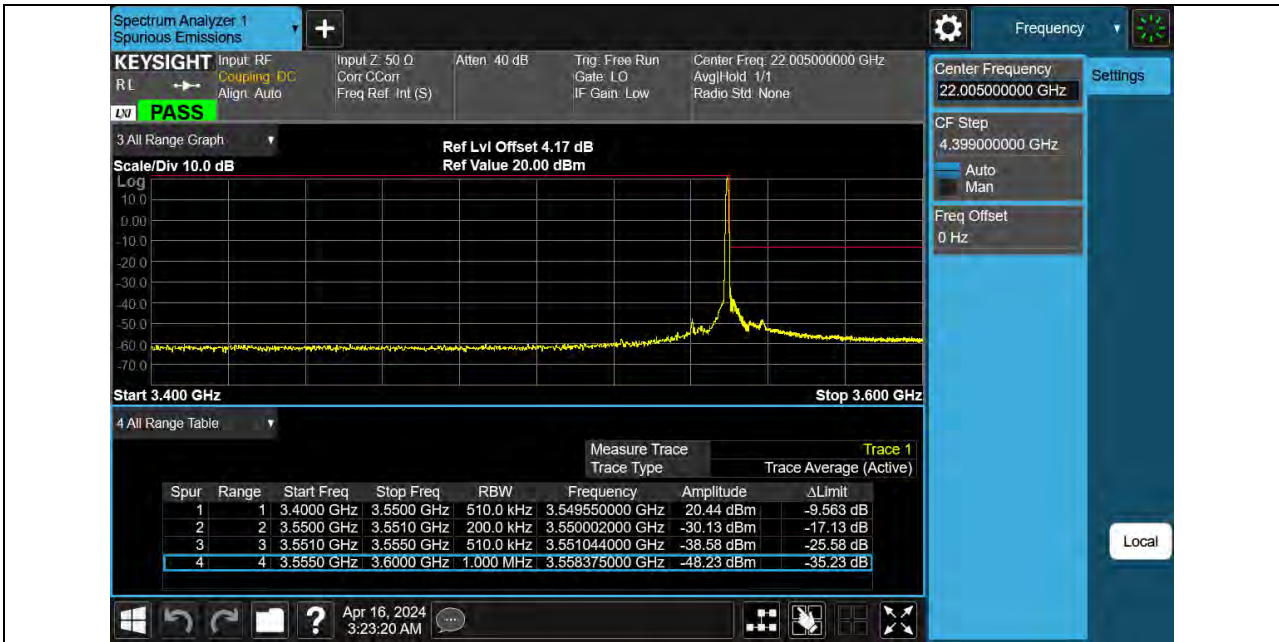 Spectrum Analyzer 1
Spurious Emissions
Frequency
KEYSIGHT Input: RF Input Z: 50 Ω Atten: 40 dB Trig: Free Run Center Freq: 22.005000000 GHz
RL Coupling: DC Corr CCorr Gate: LO Avg|Hold: 1/1
Align: Auto Freq Ref: Int (S) IF Gain: Low Radio Std: None
LXI PASS
Center Frequency
22.005000000 GHz
Settings
CF Step
4.399000000 GHz
Auto
Man
Freq Offset
0 Hz
3 All Range Graph
Ref Lvl Offset 4.17 dB
Scale/Div 10.0 dB Ref Value 20.00 dBm
Log
10.0
0.00
-10.0
-20.0
-30.0
-40.0
-50.0
-60.0
-70.0
Start 3.400 GHz Stop 3.600 GHz
4 All Range Table
Measure Trace Trace 1
Trace Type Trace Average (Active)
Spur Range Start Freq Stop Freq RBW Frequency Amplitude ΔLimit
1 1 3.4000 GHz 3.5500 GHz 510.0 kHz 3.549550000 GHz 20.44 dBm -9.563 dB
2 2 3.5500 GHz 3.5510 GHz 200.0 kHz 3.550002000 GHz -30.13 dBm -17.13 dB
3 3 3.5510 GHz 3.5550 GHz 510.0 kHz 3.551044000 GHz -38.58 dBm -25.58 dB
4 4 3.5550 GHz 3.6000 GHz 1.000 MHz 3.558375000 GHz -48.23 dBm -35.23 dB
Local
Apr 16, 2024
3:23:20 AM